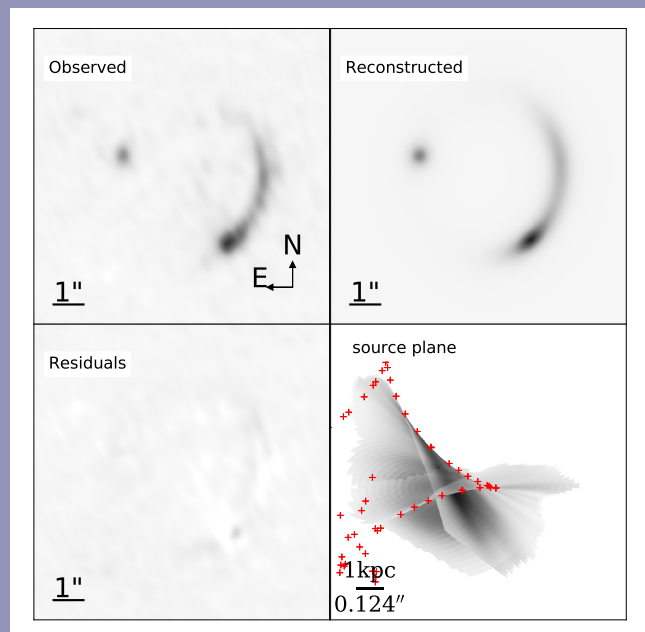 Observed
Reconstructed
N
E
1"
1"
Residuals
source plane
1"
1kpc
0.124″